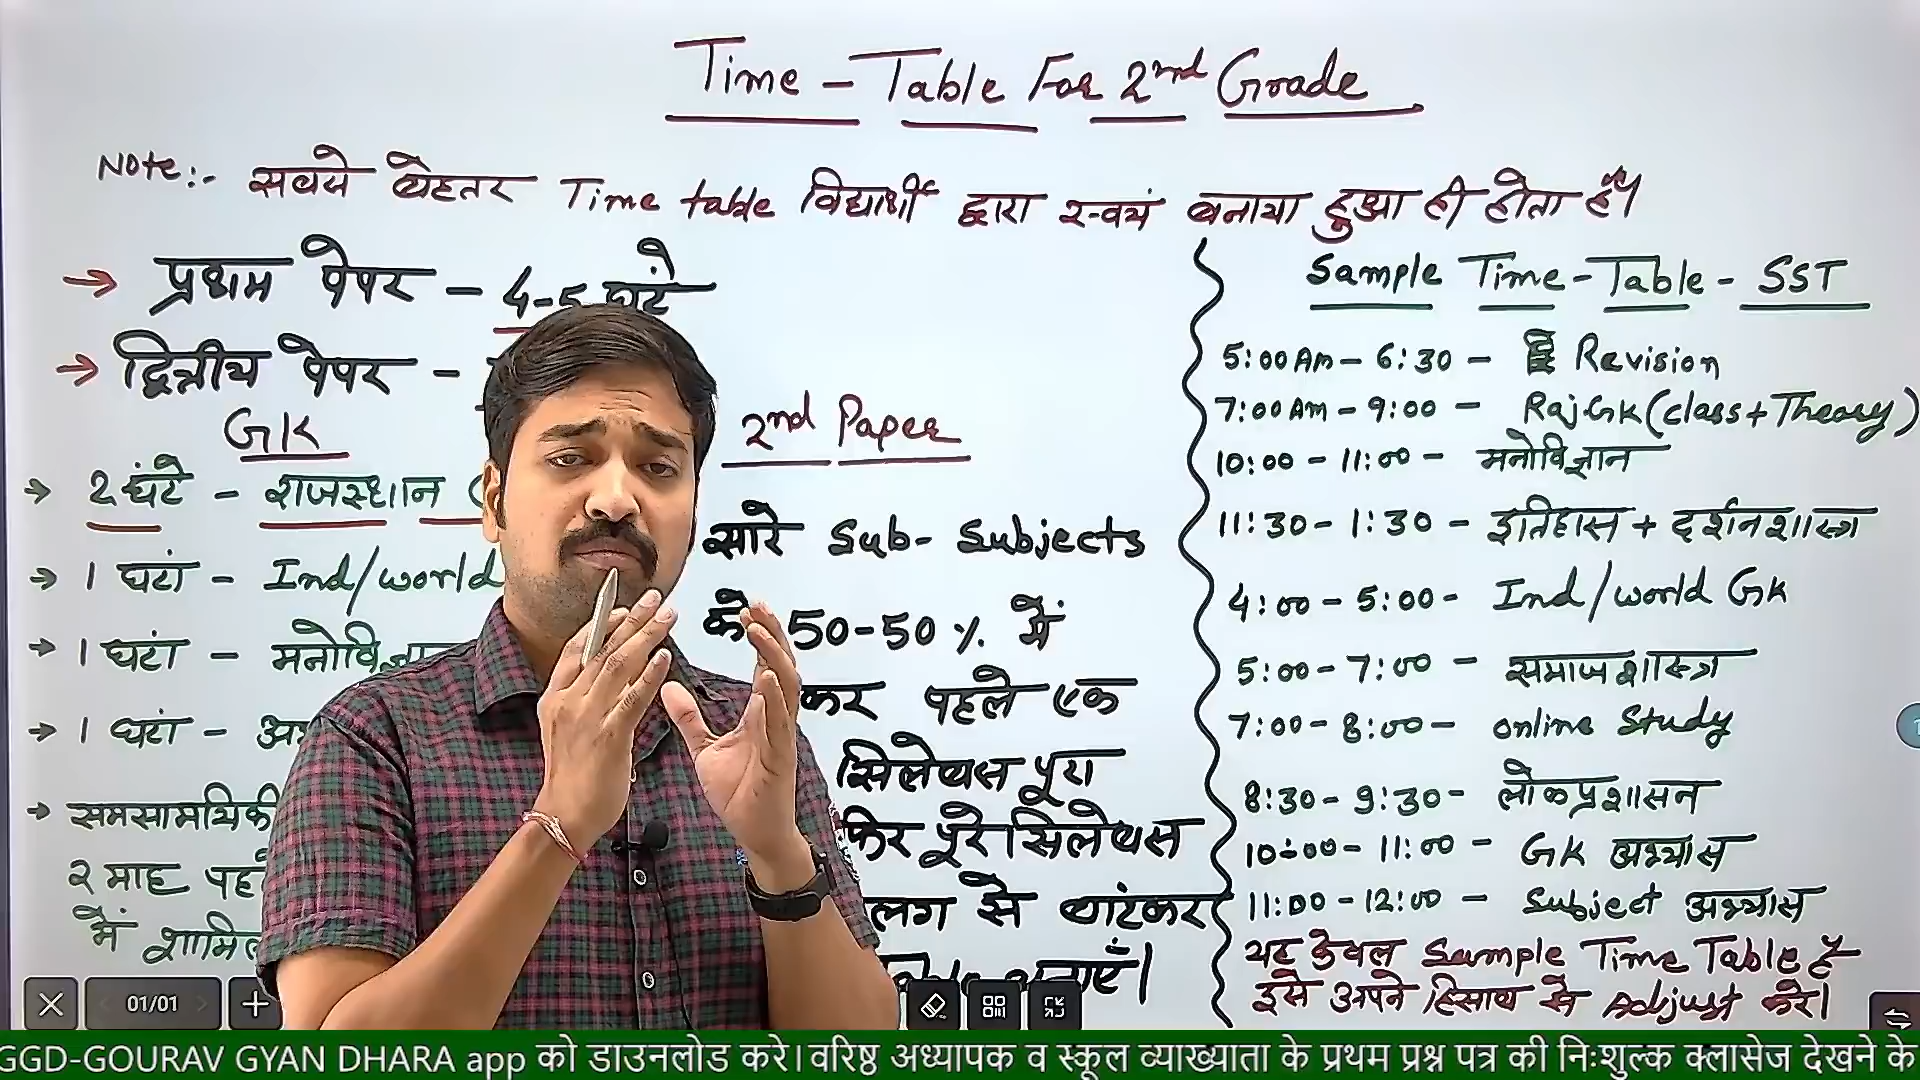 Time - Table For 2nd Grade
Note:- सबसे बेहतर Time table विद्यार्थी द्वारा स्वयं बनाया हुआ ही होता है।
→ प्रथम पेपर - 4-5 घंटे
→ द्वितीय पेपर -
GK
→ 2 घंटे - राजस्थान
→ 1 घंटा - Ind/world
→ 1 घंटा - मनोविज्ञान
→ 1 घंटा -
→ समसामयिकी
2 माह
में
2nd Paper
सारे Sub-Subjects
को 50-50 % में
कर पहले एक
सिलेबस पूरा
फिर पूरे सिलेबस
से बांटकर
Sample Time-Table- SST
5:00 Am - 6:30 - Revision
7:00 Am - 9:00 - Raj.GK (class+Theory)
10:00 - 11:00 - मनोविज्ञान
11:30 - 1:30 - इतिहास + दर्शनशास्त्र
4:00 - 5:00 - Ind/world GK
5:00 - 7:00 - समाजशास्त्र
7:00 - 8:00 - online Study
8:30 - 9:30 - लोकप्रशासन
10:00 - 11:00 - GK अभ्यास
11:00 - 12:00 - Subject अभ्यास
यह केवल Sample Time Table है
इसे अपने हिसाब से Adjust करे।
01/01
GGD-GOURAV GYAN DHARA app को डाउनलोड करे। वरिष्ठ अध्यापक व स्कूल व्याख्याता के प्रथम प्रश्न पत्र की निःशुल्क क्लासेज देखने के